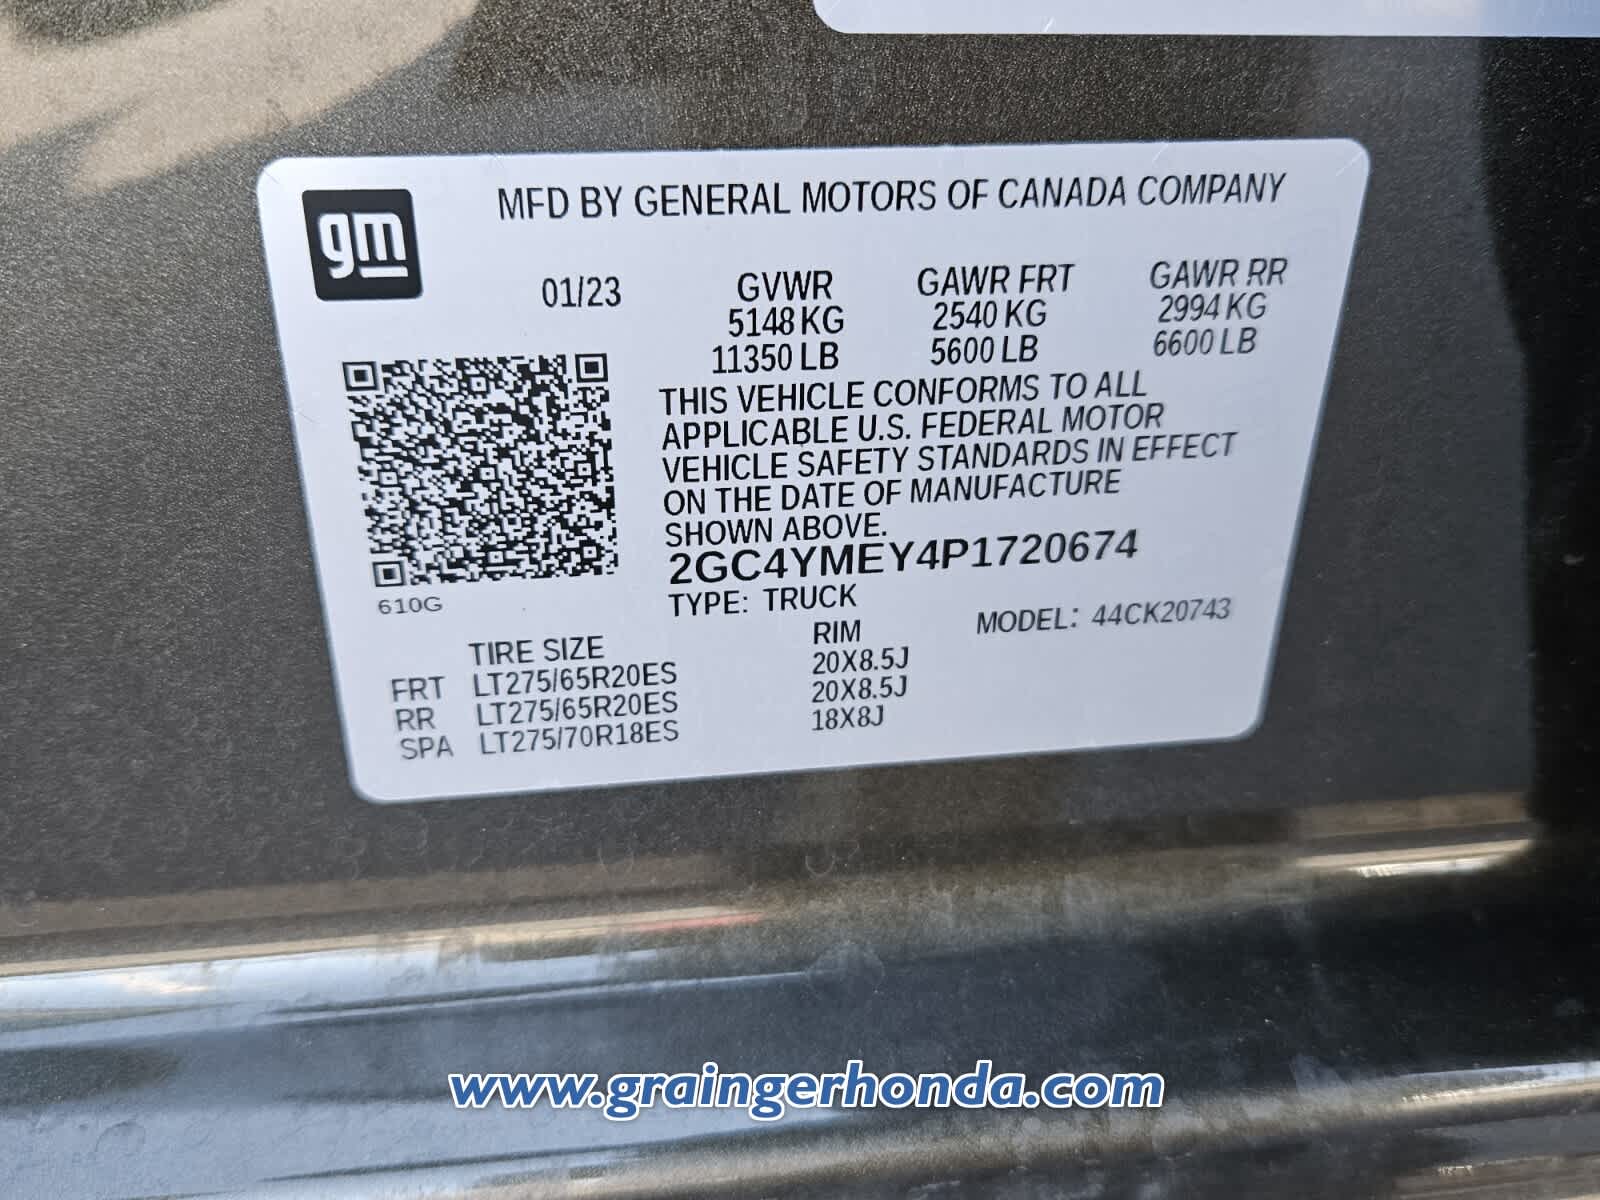 gm
MFD BY GENERAL MOTORS OF CANADA COMPANY
01/23 GVWR GAWR FRT GAWR RR
5148 KG 2540 KG 2994 KG
11350 LB 5600 LB 6600 LB
THIS VEHICLE CONFORMS TO ALL
APPLICABLE U.S. FEDERAL MOTOR
VEHICLE SAFETY STANDARDS IN EFFECT
ON THE DATE OF MANUFACTURE
SHOWN ABOVE.
2GC4YMEY4P1720674
610G
TYPE: TRUCK MODEL: 44CK20743
TIRE SIZE RIM
FRT LT275/65R20ES 20X8.5J
RR LT275/65R20ES 20X8.5J
SPA LT275/70R18ES 18X8J
www.graingerhonda.com